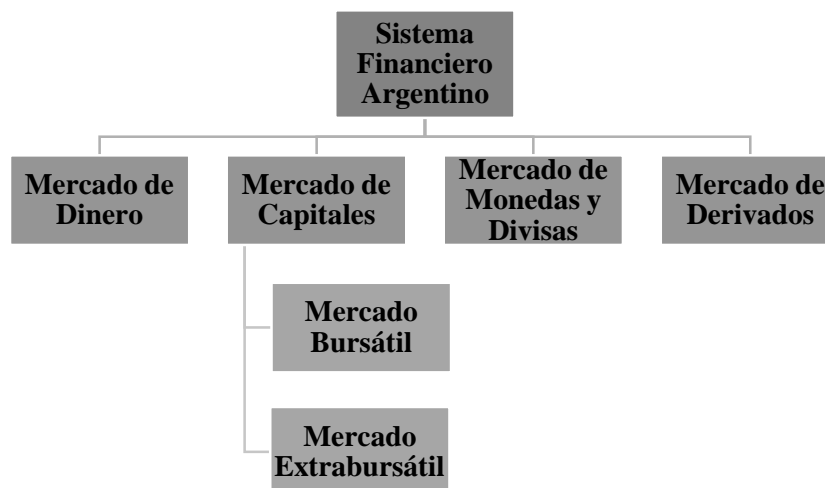 Sistema
Financiero
Argentino
Mercado de
Dinero
Mercado de
Capitales
Mercado de
Monedas y
Divisas
Mercado de
Derivados
Mercado
Bursátil
Mercado
Extrabursátil